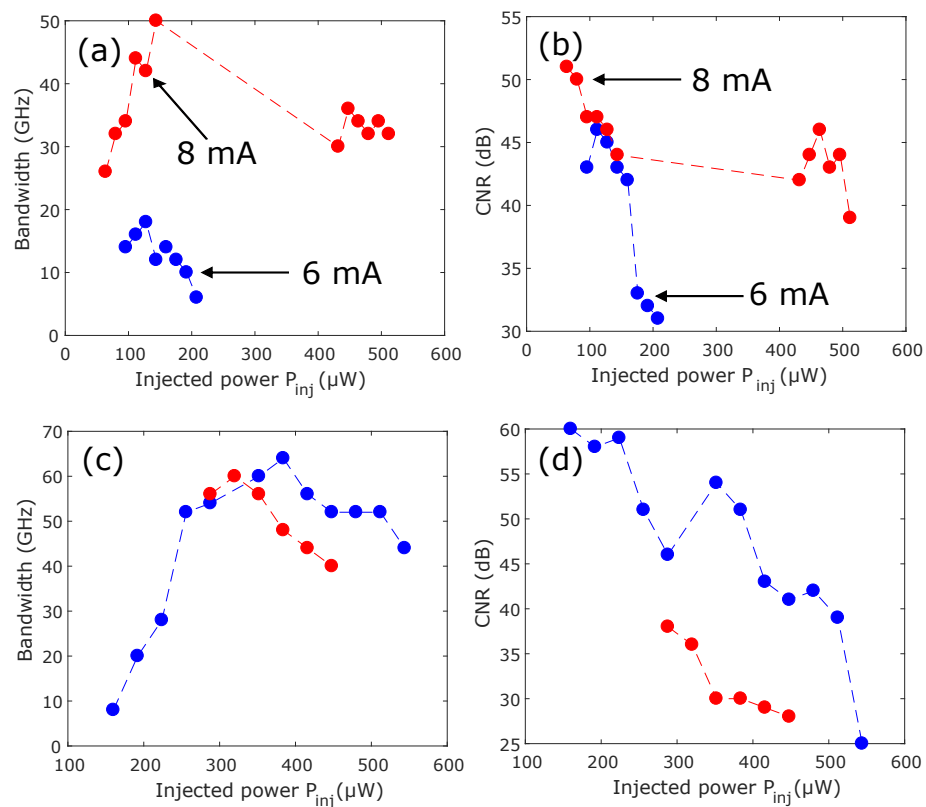 (a)
50
40
30
20
10
0
Bandwidth (GHz)
8 mA
6 mA
0 100 200 300 400 500 600
Injected power P_inj (µW)
(b)
55
50
45
40
35
30
CNR (dB)
8 mA
6 mA
0 100 200 300 400 500 600
Injected power P_inj (µW)
(c)
70
60
50
40
30
20
10
0
Bandwidth (GHz)
100 200 300 400 500 600
Injected power P_inj (µW)
(d)
60
55
50
45
40
35
30
25
CNR (dB)
100 200 300 400 500 600
Injected power P_inj (µW)